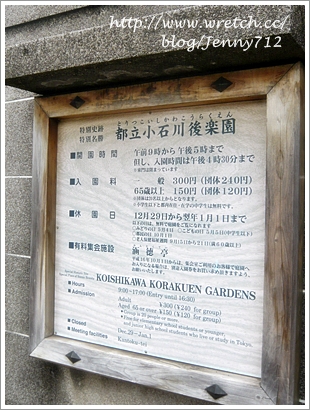 http://www.wretch.cc/
blog/Jenny712
とりつこいしかわこうらくえん
特別史跡
特別名勝
都立小石川後楽園
■開園時間 午前9時から午後5時まで
但し、入園時間は午後4時30分まで
■入園料 一般 300円（団体240円）
65歳以上 150円（団体120円）
■休園日 12月29日から翌年1月1日まで
■有料集会施設 涵徳亭
KOISHIKAWA KORAKUEN GARDENS
■Hours 9:00-17:00 (Entry until 16:30)
■Admission Adult ¥300 (¥240 for group)
Aged 65 or over ¥150 (¥120 for group)
■Closed Dec.29-Jan.1
■Meeting facilities Kantoku-tei